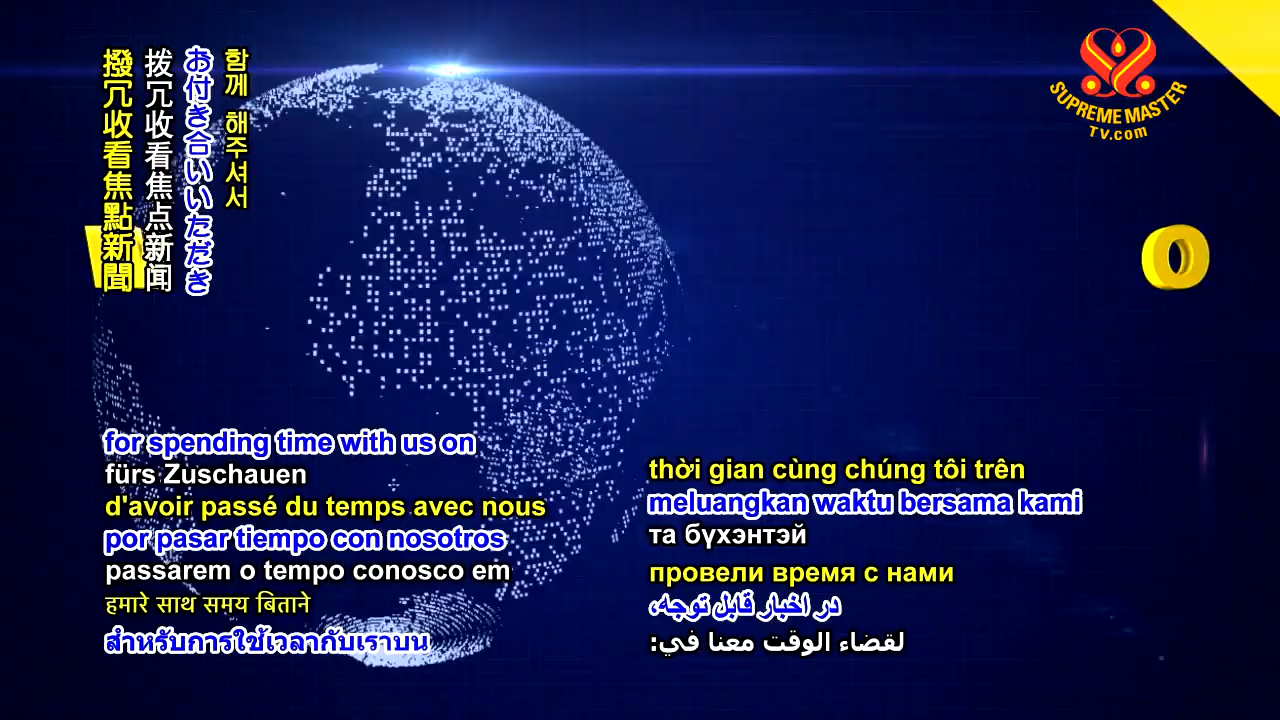 撥冗收看焦點新聞
拨冗收看焦点新闻
お付き合いいただき
함께 해주셔서
SUPREME MASTER
TV.com
O
for spending time with us on
fürs Zuschauen
d'avoir passé du temps avec nous
por pasar tiempo con nosotros
passarem o tempo conosco em
हमारे साथ समय बिताने
สำหรับการใช้เวลากับเราบน
thời gian cùng chúng tôi trên
meluangkan waktu bersama kami
та бүхэнтэй
провели время с нами
در اخبار قابل توجه،
لقضاء الوقت معنا في: